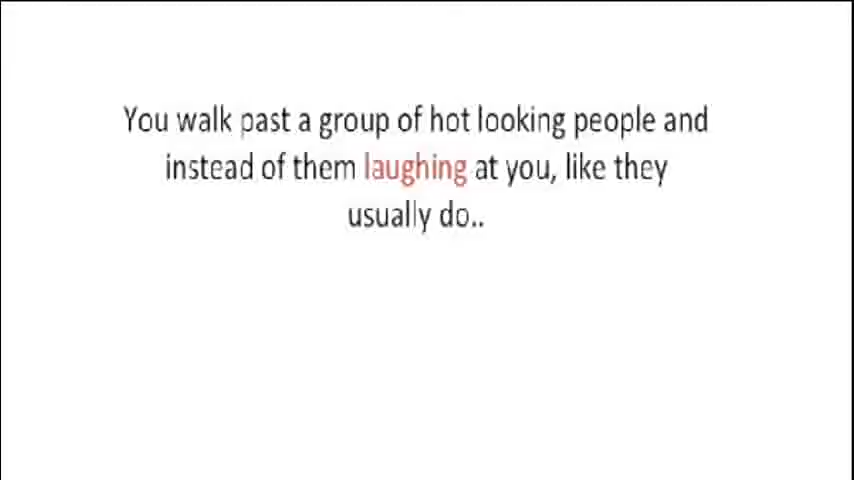 You walk past a group of hot looking people and
instead of them laughing at you, like they
usually do..